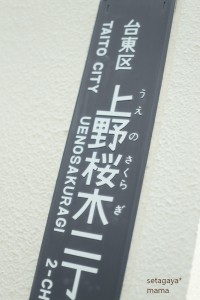 台東区
TAITO CITY
うえの さくらぎ
上野桜木二丁
UENOSAKURAGI
2-CH
setagaya*
mama